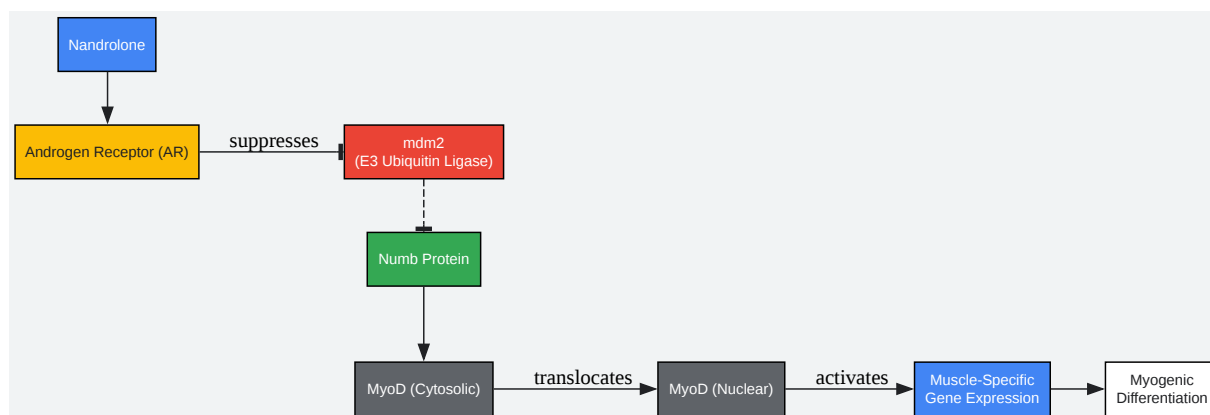 Nandrolone
Androgen Receptor (AR)
suppresses
mdm2
(E3 Ubiquitin Ligase)
Numb Protein
MyoD (Cytosolic)
translocates
MyoD (Nuclear)
activates
Muscle-Specific
Gene Expression
Myogenic
Differentiation